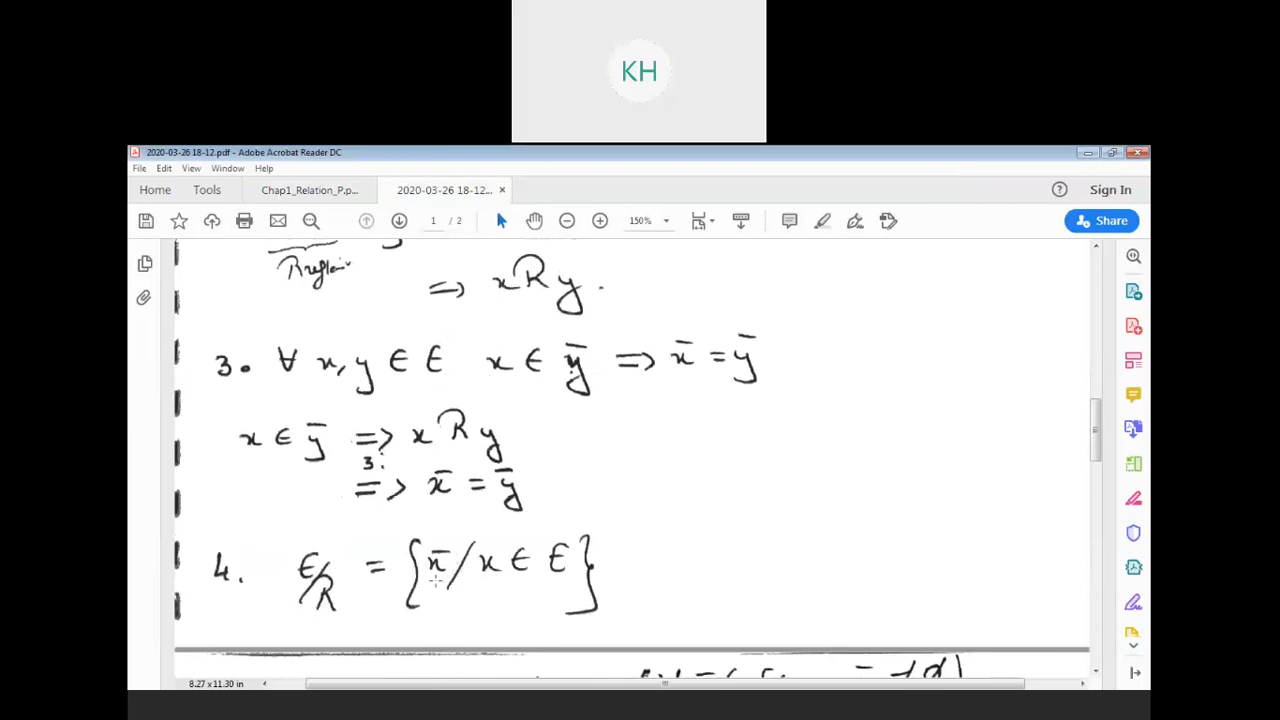 KH
2020-03-26 18-12.pdf - Adobe Acrobat Reader DC
File Edit View Window Help
Home Tools Chap1_Relation_P.p... 2020-03-26 18-12... ×
Sign In
1 / 2 150% Share
⇒ x R y .
3. ∀ x, y ∈ E x ∈ ȳ ⇒ x̄ = ȳ
x ∈ ȳ ⇒ x R y
3.
⇒ x̄ = ȳ
4. E/R = { x̄ / x ∈ E }
8.27 x 11.30 in